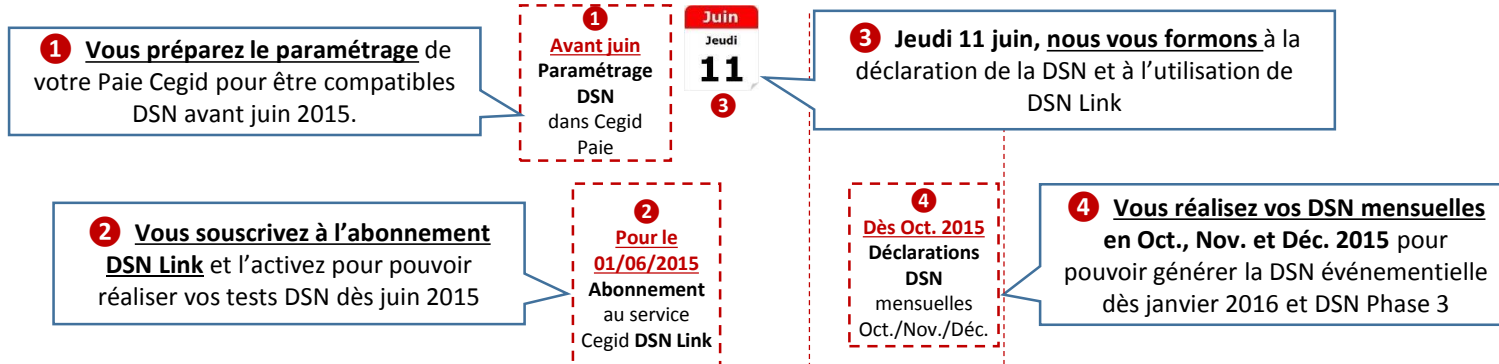 1 Vous préparez le paramétrage de
votre Paie Cegid pour être compatibles
DSN avant juin 2015.
1
Avant juin
Paramétrage
DSN
dans Cegid
Paie
Juin
Jeudi
11
3
3 Jeudi 11 juin, nous vous formons à la
déclaration de la DSN et à l’utilisation de
DSN Link
2 Vous souscrivez à l’abonnement
DSN Link et l’activez pour pouvoir
réaliser vos tests DSN dès juin 2015
2
Pour le
01/06/2015
Abonnement
au service
Cegid DSN Link
4
Dès Oct. 2015
Déclarations
DSN
mensuelles
Oct./Nov./Déc.
4 Vous réalisez vos DSN mensuelles
en Oct., Nov. et Déc. 2015 pour
pouvoir générer la DSN événementielle
dès janvier 2016 et DSN Phase 3